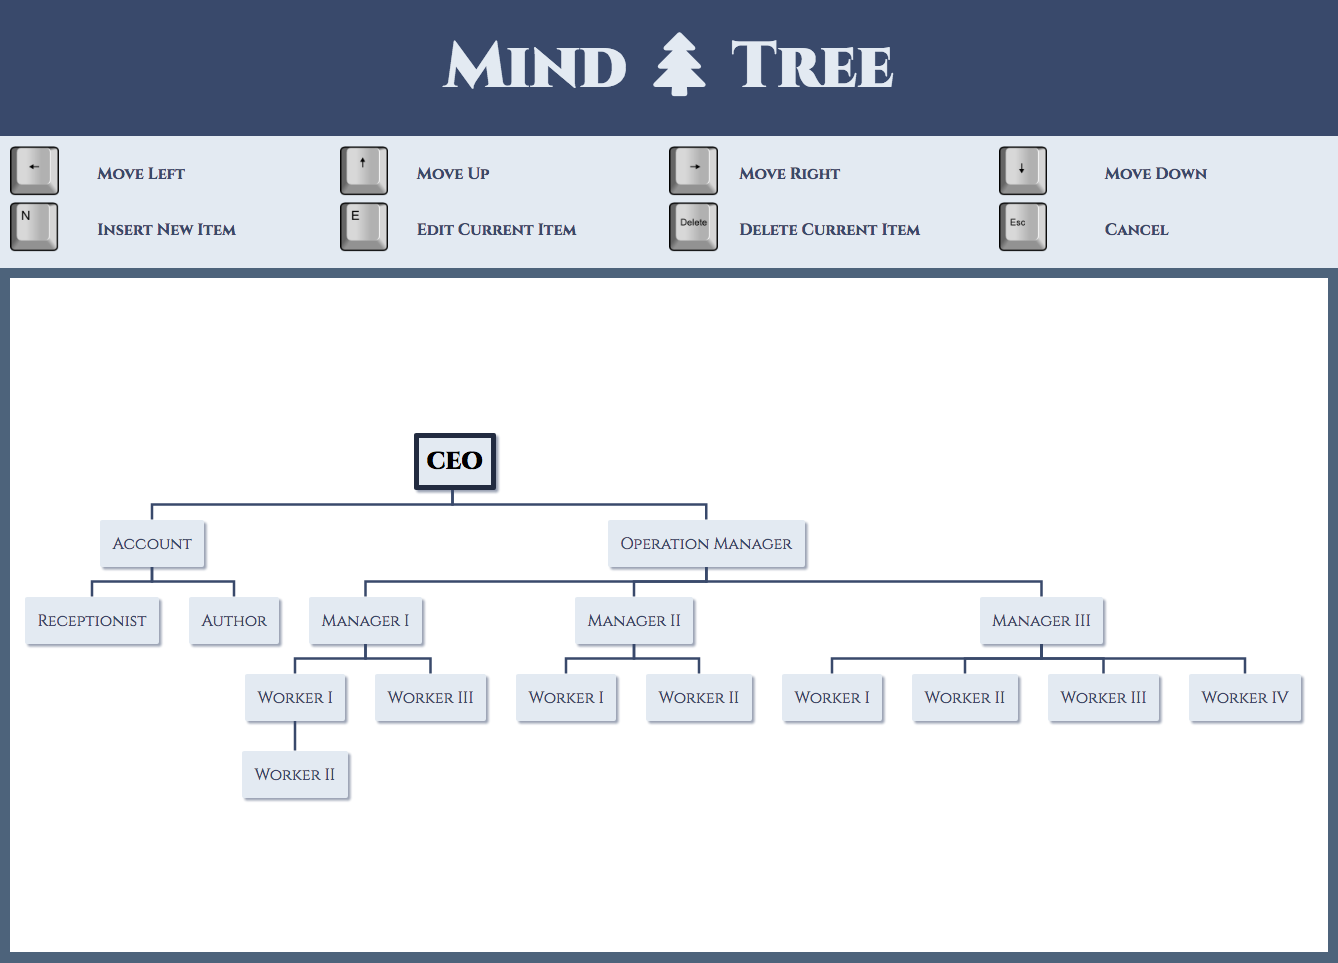 Mind Tree
← Move Left ↑ Move Up → Move Right ↓ Move Down
N Insert New Item E Edit Current Item Delete Delete Current Item Esc Cancel
CEO
Account Operation Manager
Receptionist Author Manager I Manager II Manager III
Worker I Worker III Worker I Worker II Worker I Worker II Worker III Worker IV
Worker II